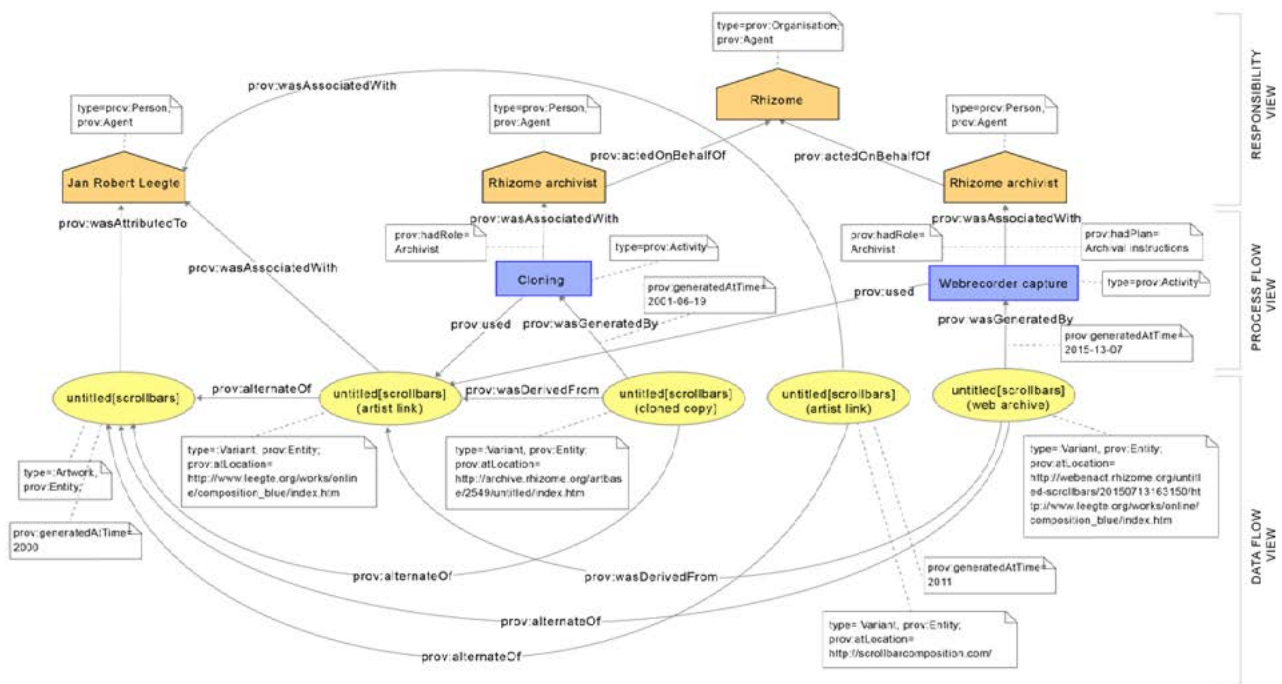 type=prov:Organisation,
prov:Agent
prov:wasAssociatedWith
Rhizome
type=prov:Person,
prov:Agent
type=prov:Person,
prov:Agent
type=prov:Person,
prov:Agent
prov:actedOnBehalfOf
prov:actedOnBehalfOf
Jan Robert Leegte
Rhizome archivist
Rhizome archivist
RESPONSIBILITY
VIEW
prov:wasAttributedTo
prov:wasAssociatedWith
prov:wasAssociatedWith
prov:hadRole=
Archivist
type=prov:Activity
prov:hadRole=
Archivist
prov:hadPlan=
Archival instructions
prov:wasAssociatedWith
Cloning
prov:generatedAtTime=
2001-06-19
prov:used
Webrecorder capture
type=prov:Activity
prov:used
prov:wasGeneratedBy
prov:wasGeneratedBy
prov:generatedAtTime=
2015-13-07
PROCESS FLOW
VIEW
untitled[scrollbars]
prov:alternateOf
untitled[scrollbars]
(artist link)
prov:wasDerivedFrom
untitled[scrollbars]
(cloned copy)
untitled[scrollbars]
(artist link)
untitled[scrollbars]
(web archive)
type=:Artwork,
prov:Entity;
type=:Variant, prov:Entity;
prov:atLocation=
http://www.leegte.org/works/onlin
e/composition_blue/index.htm
type=:Variant, prov:Entity;
prov:atLocation=
http://archive.rhizome.org/artbas
e/2549/untitled/index.htm
type=:Variant, prov:Entity;
prov:atLocation=
http://webenact.rhizome.org/untitl
ed-scrollbars/20150713163150/ht
tp://www.leegte.org/works/online/
composition_blue/index.htm
prov:generatedAtTime=
2000
prov:alternateOf
prov:wasDerivedFrom
prov:generatedAtTime=
2011
prov:alternateOf
type=:Variant, prov:Entity;
prov:atLocation=
http://scrollbarcomposition.com/
prov:alternateOf
DATA FLOW
VIEW